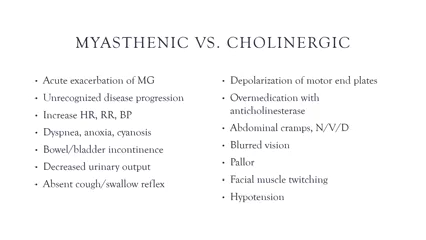 MYASTHENIC VS. CHOLINERGIC
• Acute exacerbation of MG
• Unrecognized disease progression
• Increase HR, RR, BP
• Dyspnea, anoxia, cyanosis
• Bowel/bladder incontinence
• Decreased urinary output
• Absent cough/swallow reflex
• Depolarization of motor end plates
• Overmedication with
anticholinesterase
• Abdominal cramps, N/V/D
• Blurred vision
• Pallor
• Facial muscle twitching
• Hypotension